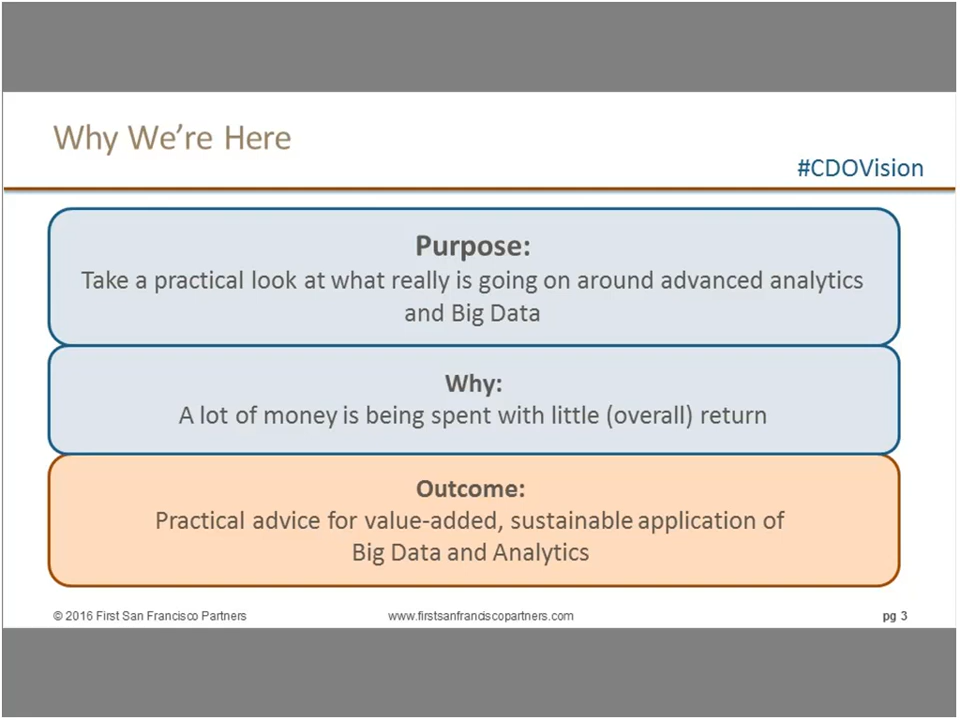 Why We're Here
#CDOVision
Purpose:
Take a practical look at what really is going on around advanced analytics
and Big Data
Why:
A lot of money is being spent with little (overall) return
Outcome:
Practical advice for value-added, sustainable application of
Big Data and Analytics
© 2016 First San Francisco Partners www.firstsanfranciscopartners.com pg 3